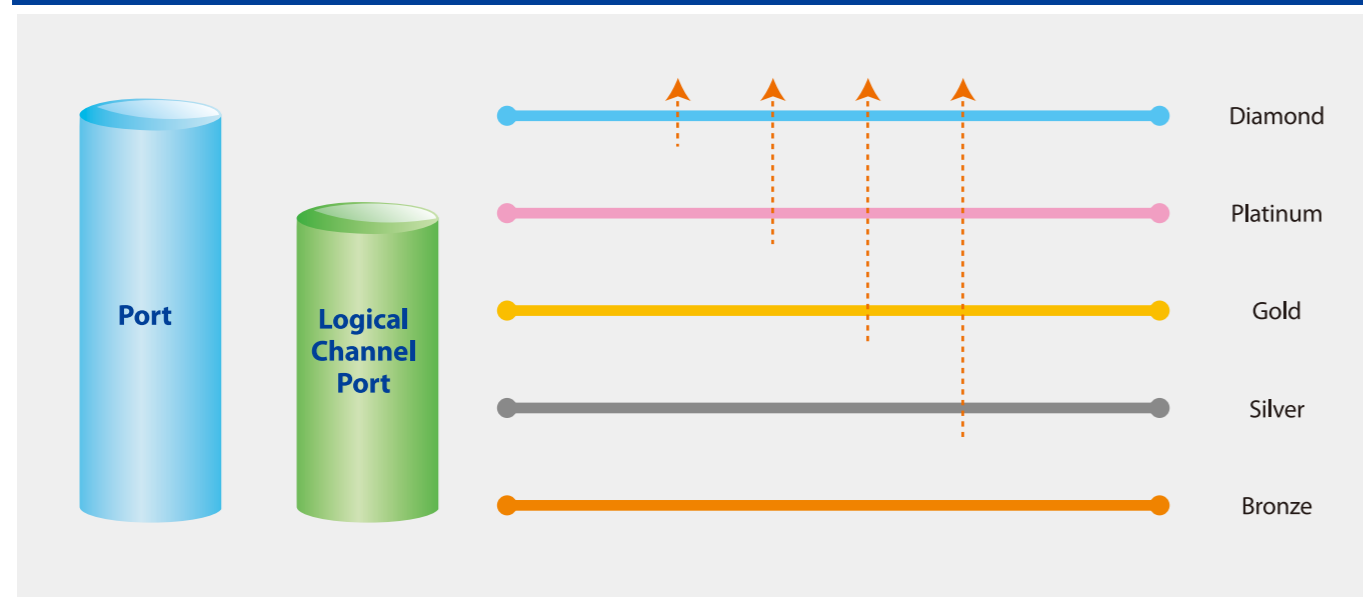 Port
Logical
Channel
Port
Diamond
Platinum
Gold
Silver
Bronze